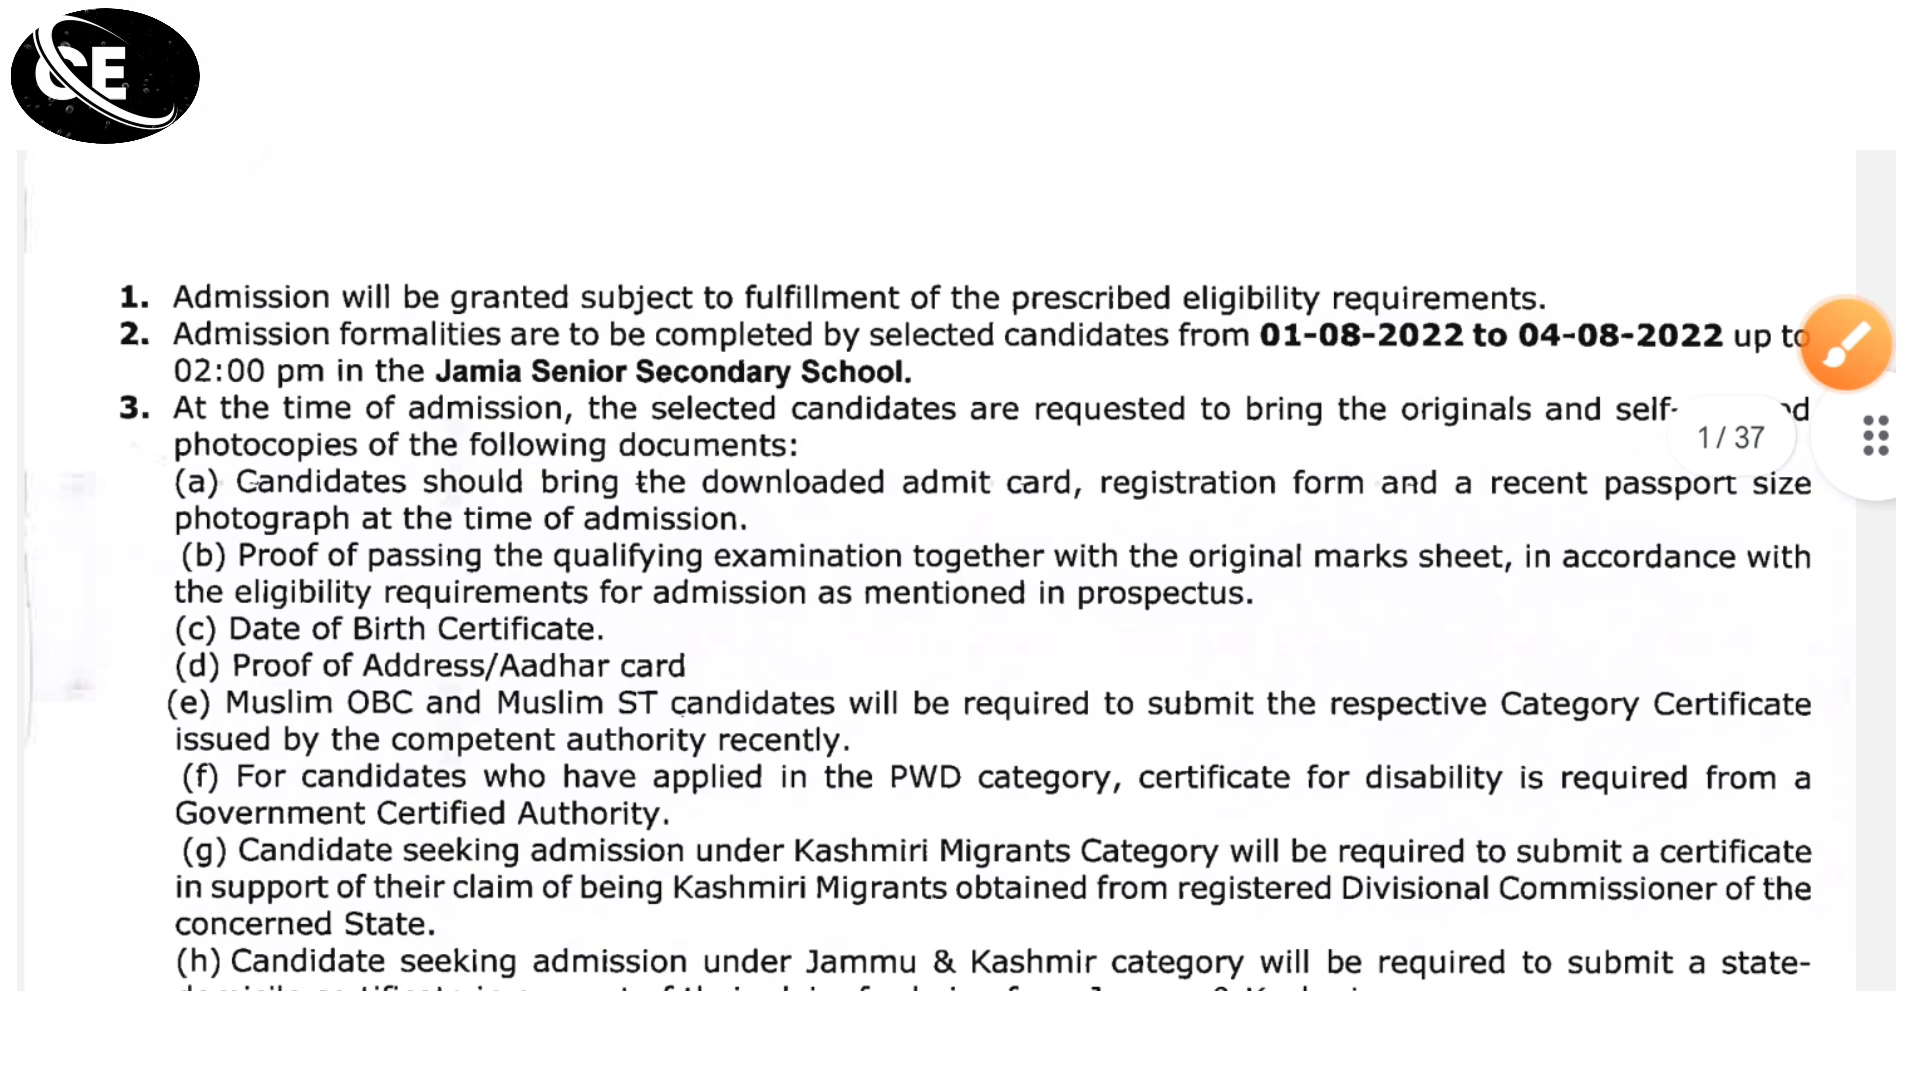 CE
1. Admission will be granted subject to fulfillment of the prescribed eligibility requirements.
2. Admission formalities are to be completed by selected candidates from 01-08-2022 to 04-08-2022 up to
02:00 pm in the Jamia Senior Secondary School.
3. At the time of admission, the selected candidates are requested to bring the originals and self-
1 / 37
photocopies of the following documents:
(a) Candidates should bring the downloaded admit card, registration form and a recent passport size
photograph at the time of admission.
(b) Proof of passing the qualifying examination together with the original marks sheet, in accordance with
the eligibility requirements for admission as mentioned in prospectus.
(c) Date of Birth Certificate.
(d) Proof of Address/Aadhar card
(e) Muslim OBC and Muslim ST candidates will be required to submit the respective Category Certificate
issued by the competent authority recently.
(f) For candidates who have applied in the PWD category, certificate for disability is required from a
Government Certified Authority.
(g) Candidate seeking admission under Kashmiri Migrants Category will be required to submit a certificate
in support of their claim of being Kashmiri Migrants obtained from registered Divisional Commissioner of the
concerned State.
(h) Candidate seeking admission under Jammu & Kashmir category will be required to submit a state-